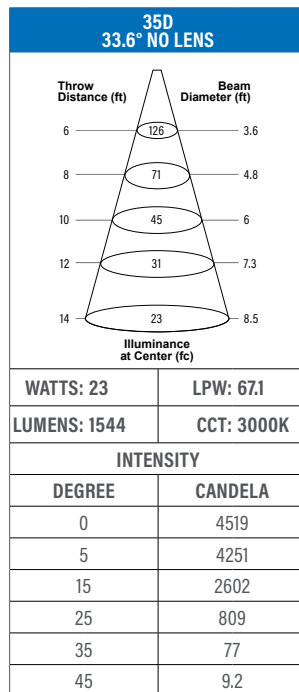 35D
33.6° NO LENS
Throw Distance (ft)
Beam Diameter (ft)
6 126 3.6
8 71 4.8
10 45 6
12 31 7.3
14 23 8.5
Illuminance
at Center (fc)
WATTS: 23 LPW: 67.1
LUMENS: 1544 CCT: 3000K
INTENSITY
DEGREE CANDELA
0 4519
5 4251
15 2602
25 809
35 77
45 9.2